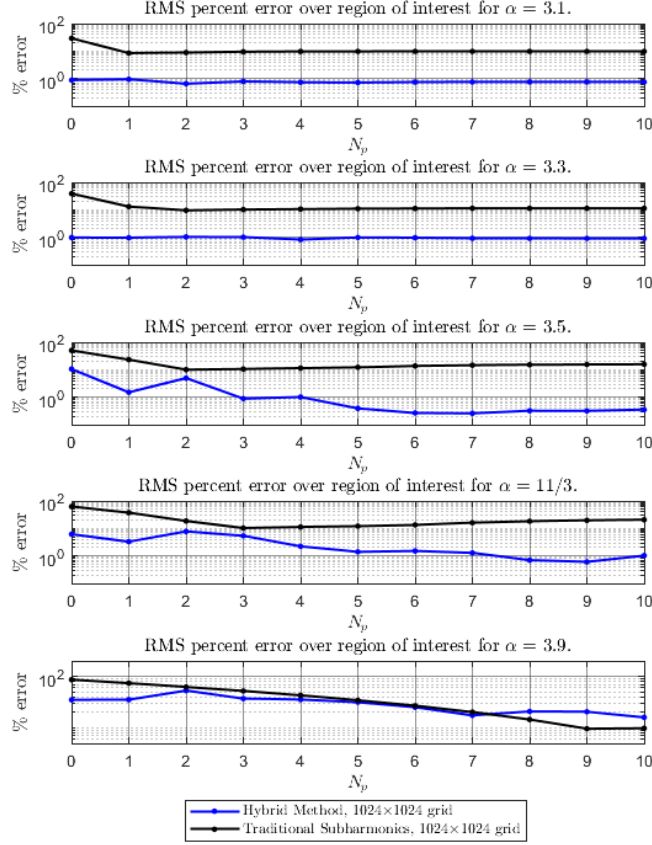 RMS percent error over region of interest for α = 3.1.
10^2
10^0
% error
0 1 2 3 4 5 6 7 8 9 10
N_p
RMS percent error over region of interest for α = 3.3.
10^2
10^0
% error
0 1 2 3 4 5 6 7 8 9 10
N_p
RMS percent error over region of interest for α = 3.5.
10^2
10^0
% error
0 1 2 3 4 5 6 7 8 9 10
N_p
RMS percent error over region of interest for α = 11/3.
10^2
10^0
% error
0 1 2 3 4 5 6 7 8 9 10
N_p
RMS percent error over region of interest for α = 3.9.
10^2
% error
0 1 2 3 4 5 6 7 8 9 10
N_p
Hybrid Method, 1024×1024 grid
Traditional Subharmonics, 1024×1024 grid